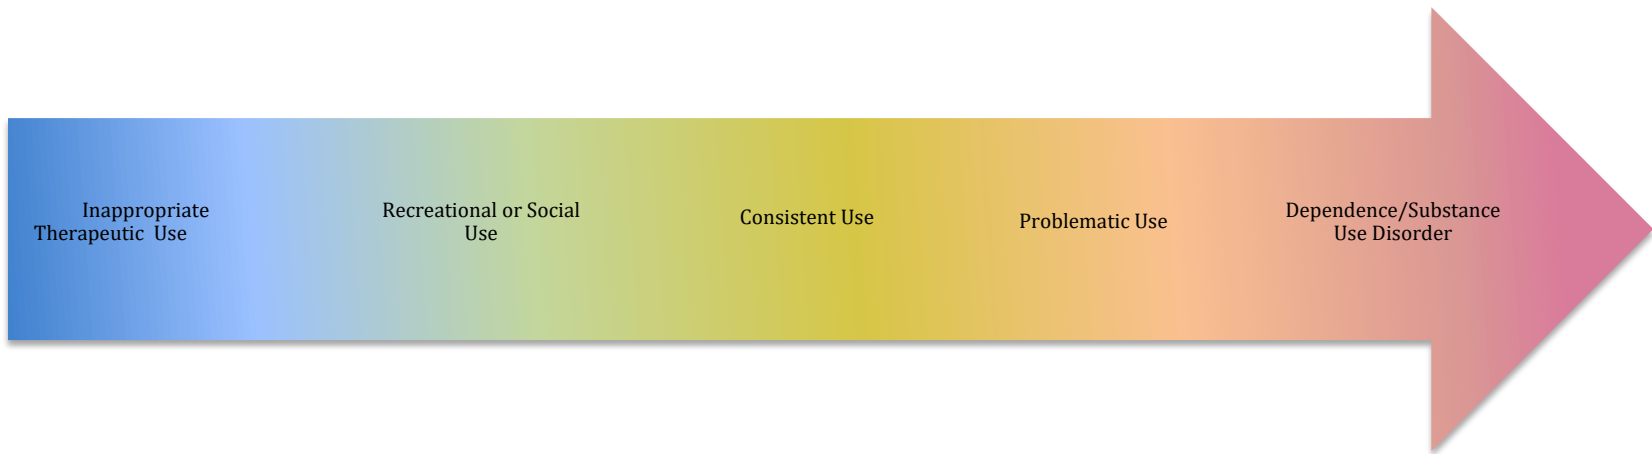 Inappropriate
Therapeutic  Use
Recreational or Social
Use
Consistent Use
Problematic Use
Dependence/Substance
Use Disorder